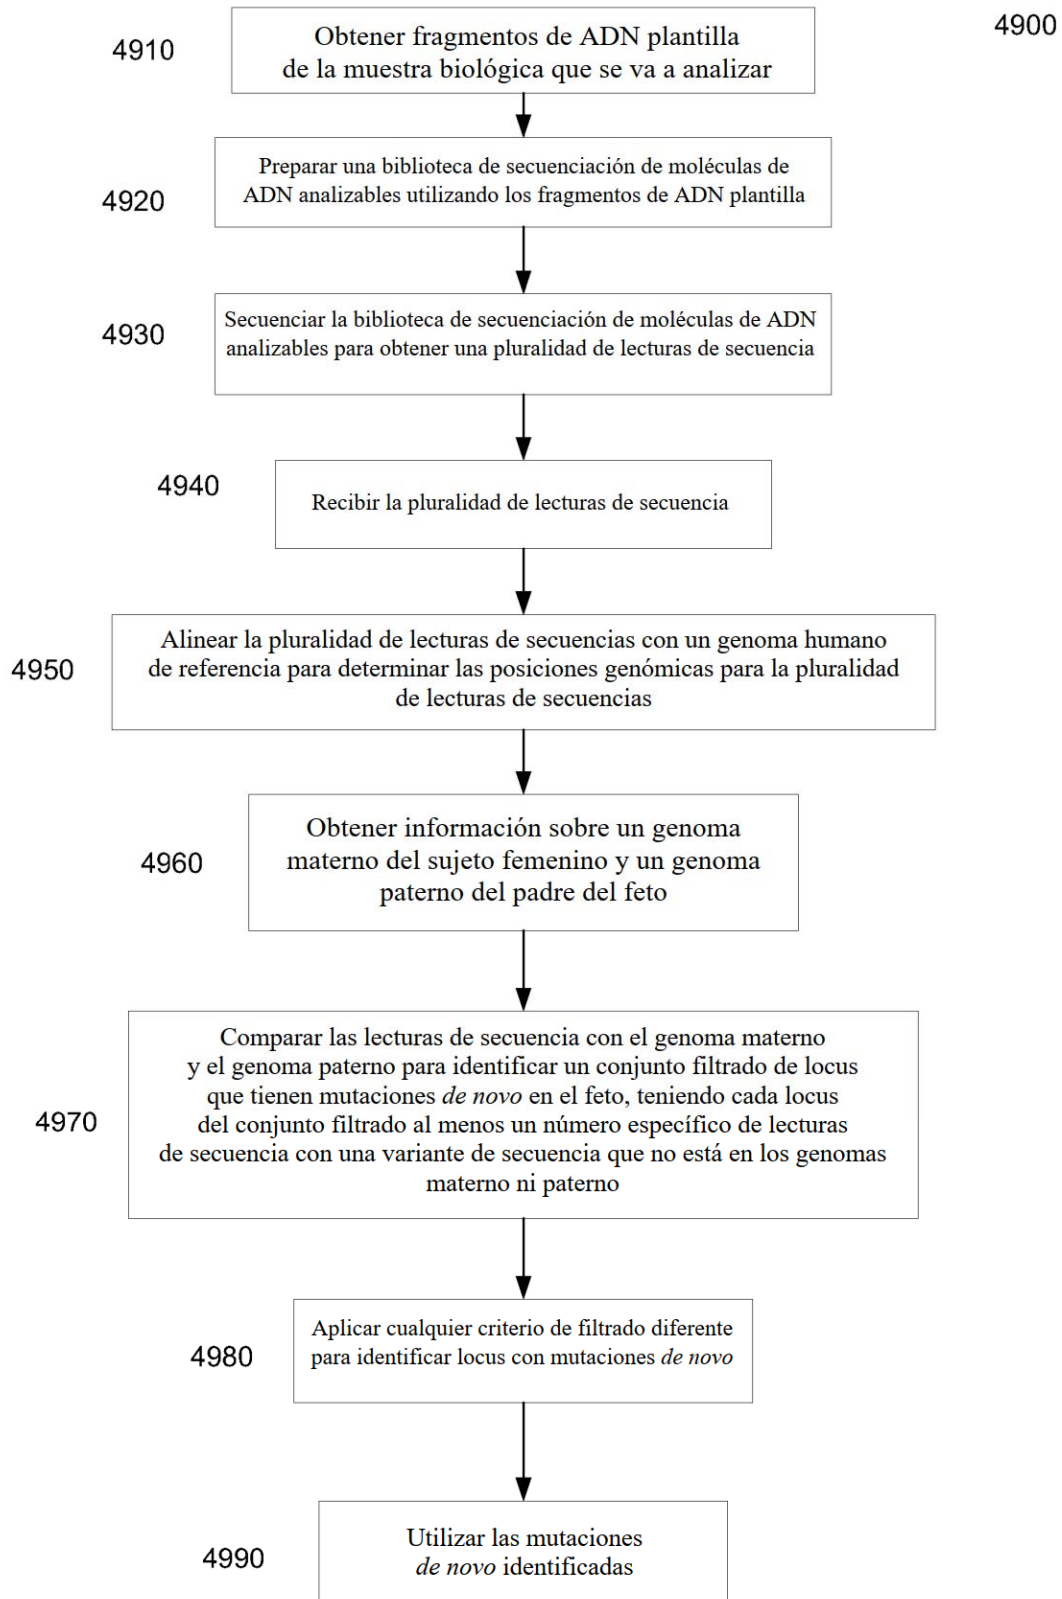 4900
4910
Obtener fragmentos de ADN plantilla
de la muestra biológica que se va a analizar
4920
Preparar una biblioteca de secuenciación de moléculas de
ADN analizables utilizando los fragmentos de ADN plantilla
4930
Secuenciar la biblioteca de secuenciación de moléculas de ADN
analizables para obtener una pluralidad de lecturas de secuencia
4940
Recibir la pluralidad de lecturas de secuencia
4950
Alinear la pluralidad de lecturas de secuencias con un genoma humano
de referencia para determinar las posiciones genómicas para la pluralidad
de lecturas de secuencias
4960
Obtener información sobre un genoma
materno del sujeto femenino y un genoma
paterno del padre del feto
4970
Comparar las lecturas de secuencia con el genoma materno
y el genoma paterno para identificar un conjunto filtrado de locus
que tienen mutaciones de novo en el feto, teniendo cada locus
del conjunto filtrado al menos un número específico de lecturas
de secuencia con una variante de secuencia que no está en los genomas
materno ni paterno
4980
Aplicar cualquier criterio de filtrado diferente
para identificar locus con mutaciones de novo
4990
Utilizar las mutaciones
de novo identificadas